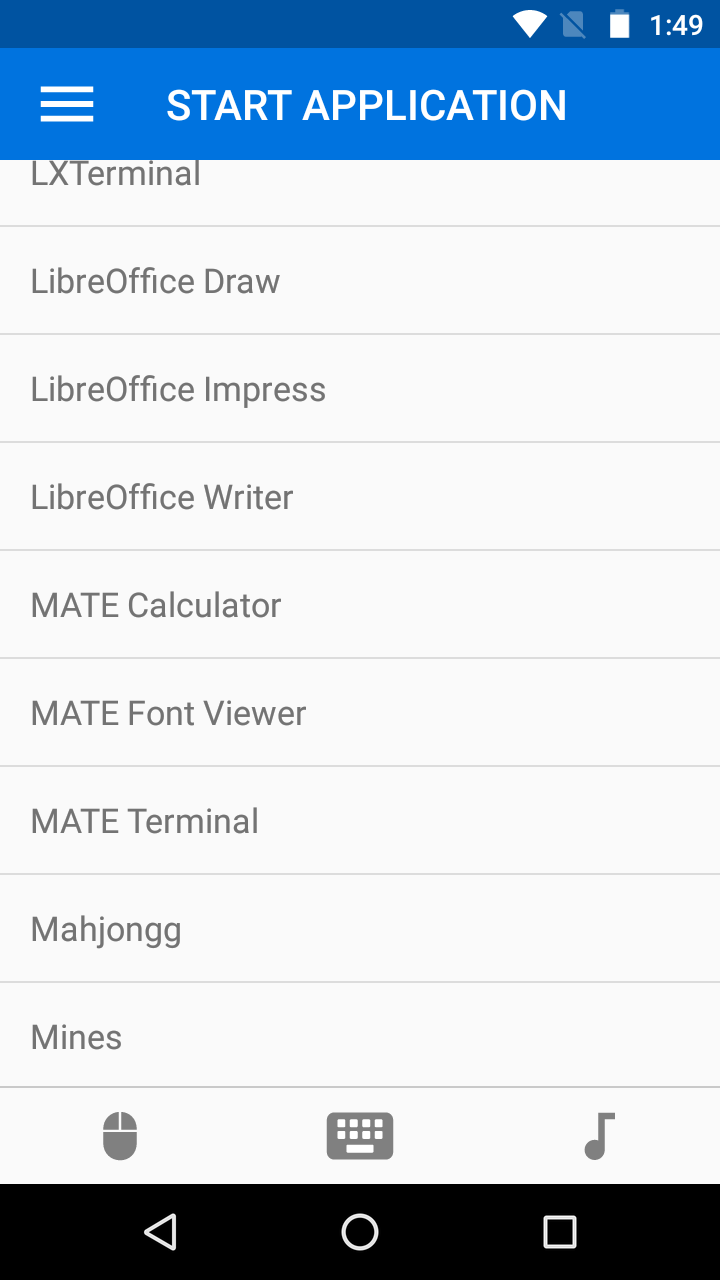 1:49
START APPLICATION
LXTerminal
LibreOffice Draw
LibreOffice Impress
LibreOffice Writer
MATE Calculator
MATE Font Viewer
MATE Terminal
Mahjongg
Mines